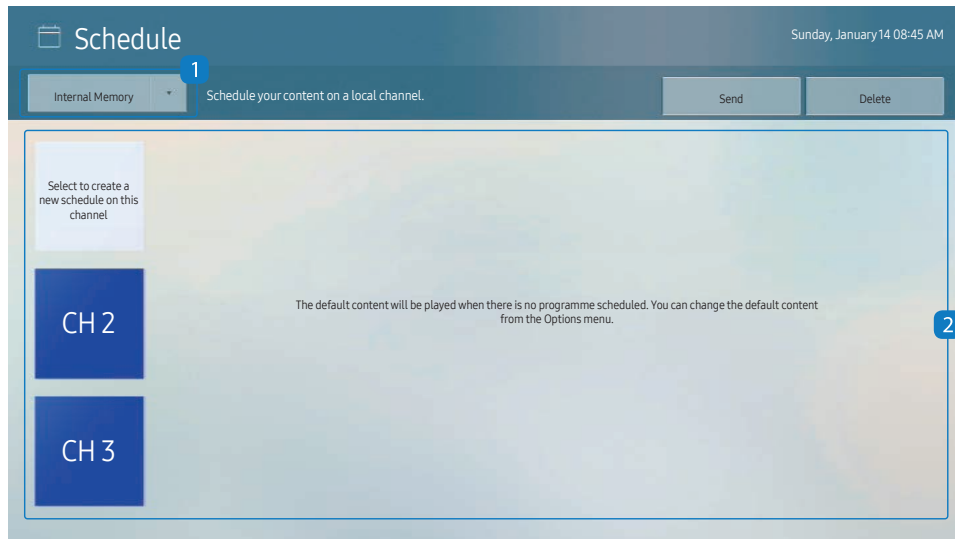 Schedule
Sunday, January 14 08:45 AM
1
Internal Memory
Schedule your content on a local channel.
Send
Delete
Select to create a
new schedule on this
channel
CH 2
The default content will be played when there is no programme scheduled. You can change the default content
from the Options menu.
2
CH 3